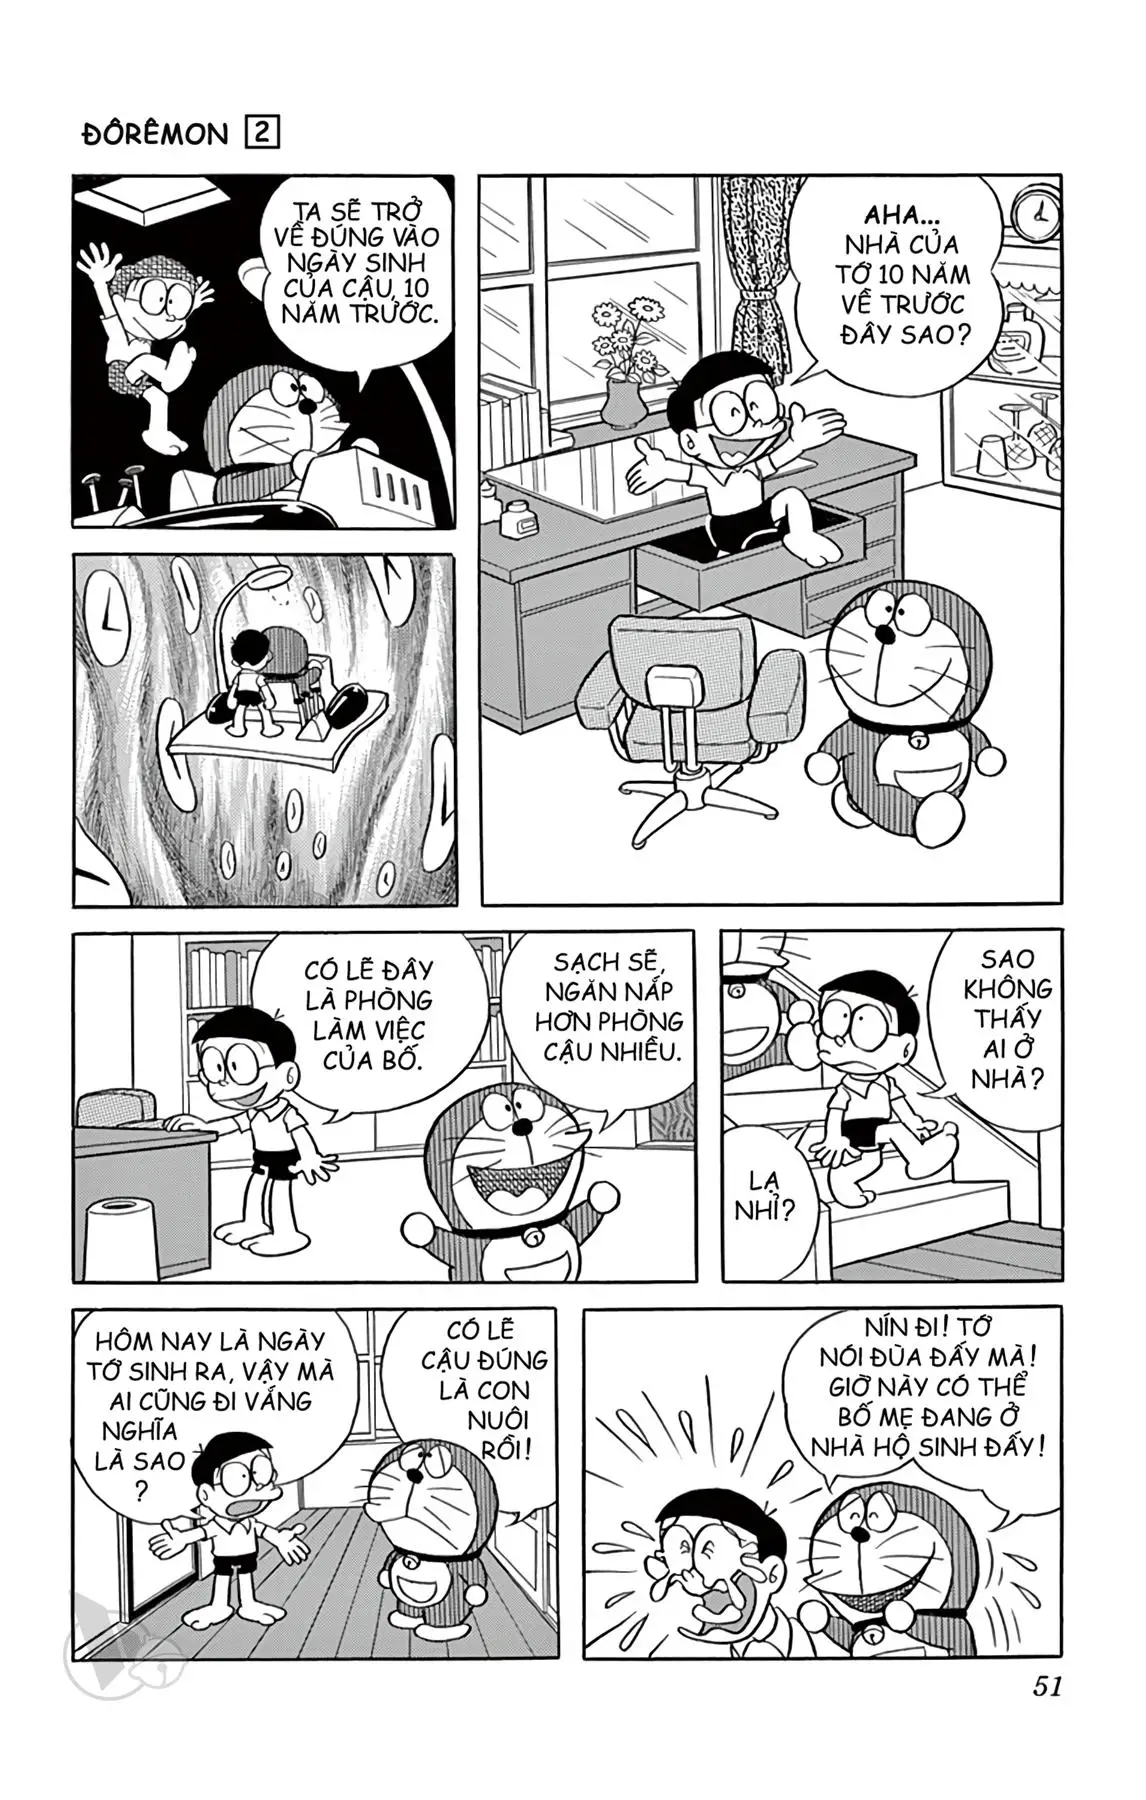 ĐÔRÊMON 2
TA SẼ TRỞ
VỀ ĐÚNG VÀO
NGÀY SINH
CỦA CẬU, 10
NĂM TRƯỚC.
AHA...
NHÀ CỦA
TỚ 10 NĂM
VỀ TRƯỚC
ĐÂY SAO?
CÓ LẼ ĐÂY
LÀ PHÒNG
LÀM VIỆC
CỦA BỐ.
SẠCH SẼ,
NGĂN NẮP
HƠN PHÒNG
CẬU NHIỀU.
SAO
KHÔNG
THẤY
AI Ở
NHÀ?
LẠ
NHỈ?
HÔM NAY LÀ NGÀY
TỚ SINH RA, VẬY MÀ
AI CŨNG ĐI VẮNG
NGHĨA
LÀ SAO
?
CÓ LẼ
CẬU ĐÚNG
LÀ CON
NUÔI
RỒI!
NÍN ĐI! TỚ
NÓI ĐÙA ĐẤY MÀ!
GIỜ NÀY CÓ THỂ
BỐ MẸ ĐANG Ở
NHÀ HỘ SINH ĐẤY!
51